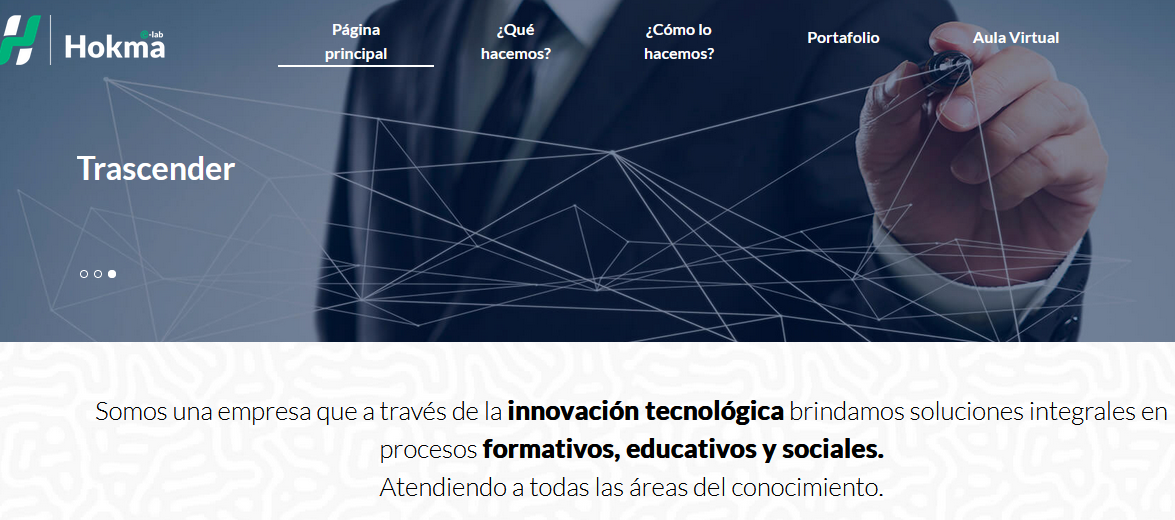 e-lab
Hokma
Página
principal
¿Qué
hacemos?
¿Cómo lo
hacemos?
Portafolio
Aula Virtual
Trascender
Somos una empresa que a través de la innovación tecnológica brindamos soluciones integrales en
procesos formativos, educativos y sociales.
Atendiendo a todas las áreas del conocimiento.